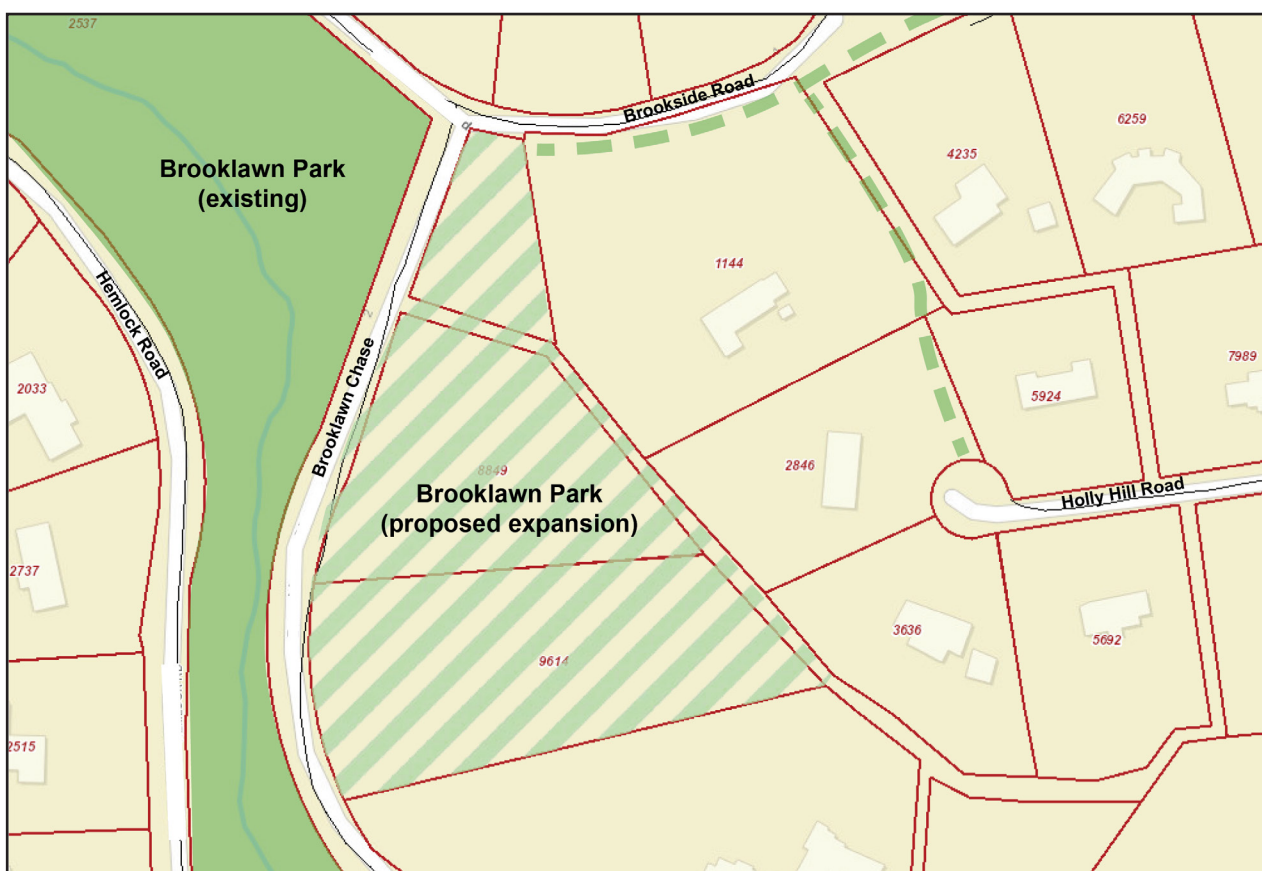 2537
Brookside Road
6259
4235
Brooklawn Park
(existing)
1144
Hemlock Road
2
Brooklawn Chase
7989
2033
5924
8849
2846
Brooklawn Park
(proposed expansion)
Holly Hill Road
2737
3636
5692
9614
2515